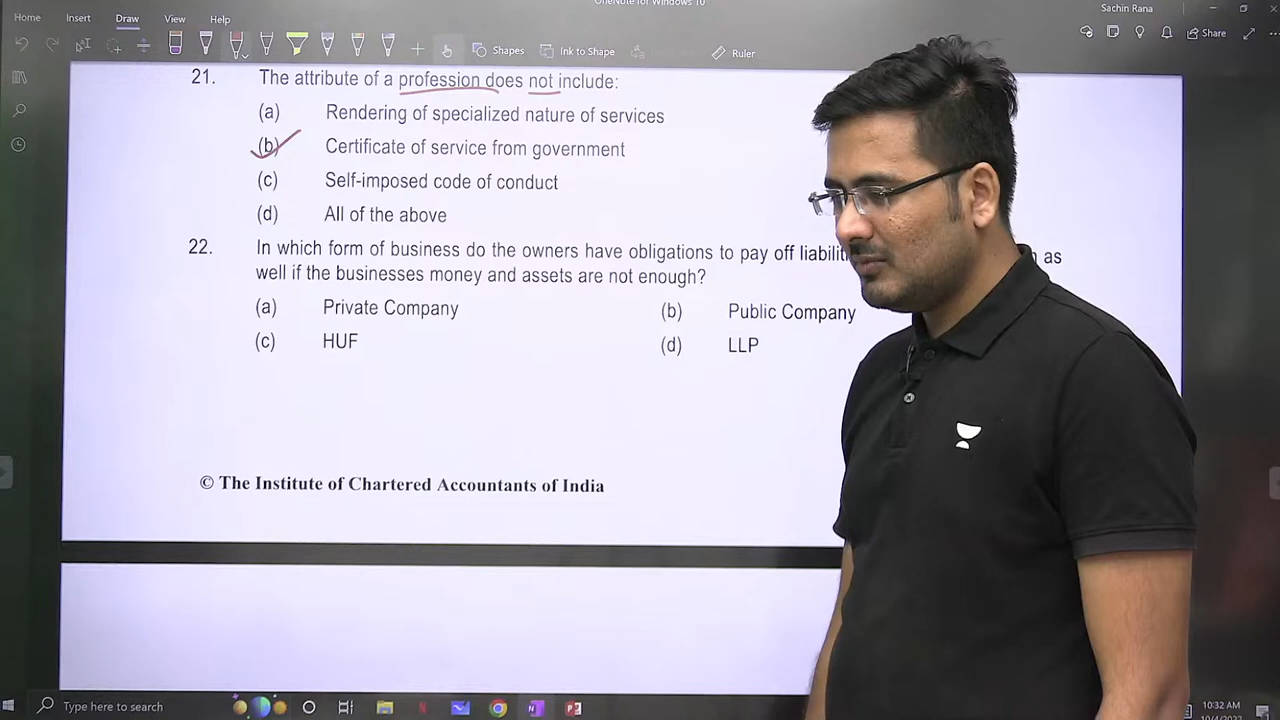 OneNote for Windows 10
Sachin Rana
Home Insert Draw View Help
Shapes Ink to Shape Ruler Share
21. The attribute of a profession does not include:
(a) Rendering of specialized nature of services
(b) Certificate of service from government
(c) Self-imposed code of conduct
(d) All of the above
22. In which form of business do the owners have obligations to pay off as
well if the businesses money and assets are not enough?
(a) Private Company (b) Public Company
(c) HUF (d) LLP
© The Institute of Chartered Accountants of India
Type here to search
10:32 AM